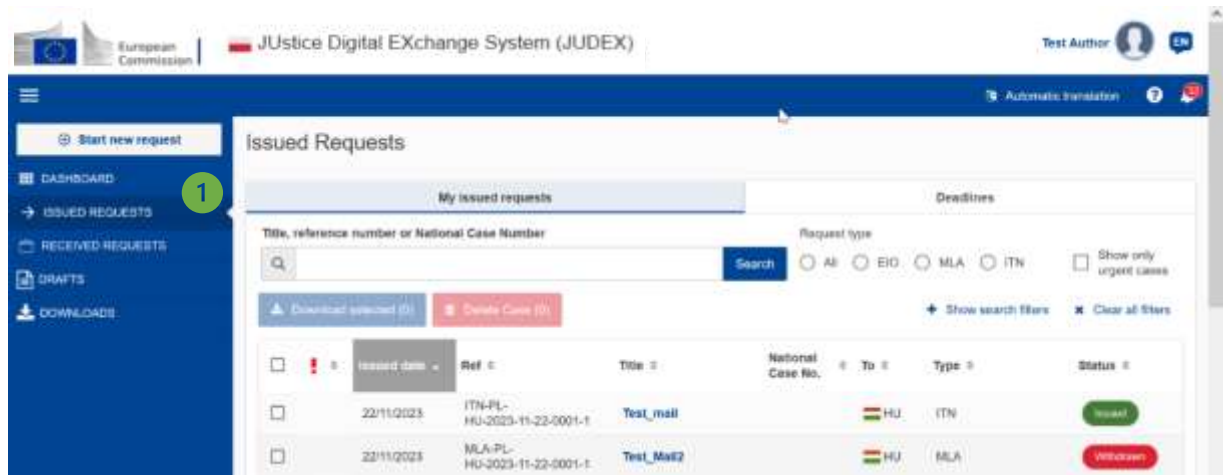 European
Commission
JUstice Digital EXchange System (JUDEX)
Test Author
EN
Automatic translation
?
Start new request
Issued Requests
DASHBOARD
1
ISSUED REQUESTS
RECEIVED REQUESTS
DRAFTS
DOWNLOADS
My issued requests
Deadlines
Title, reference number or National Case Number
Request type
Search
All
EIO
MLA
ITN
Show only
urgent cases
Download selected (0)
Delete Case (0)
Show search filters
Clear all filters
Issued date
Ref
Title
National
Case No.
To
Type
Status
22/11/2023
ITN-PL-
HU-2023-11-22-0001-1
Test_mail
HU
ITN
Issued
22/11/2023
MLA-PL-
HU-2023-11-22-0001-1
Test_Mail2
HU
MLA
Withdrawn